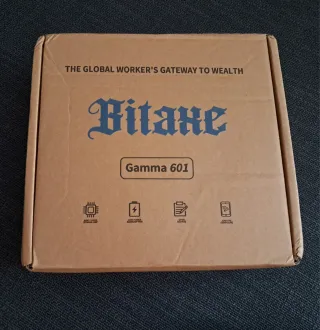 THE GLOBAL WORKER'S GATEWAY TO WEALTH
Bitaxe
Gamma 601